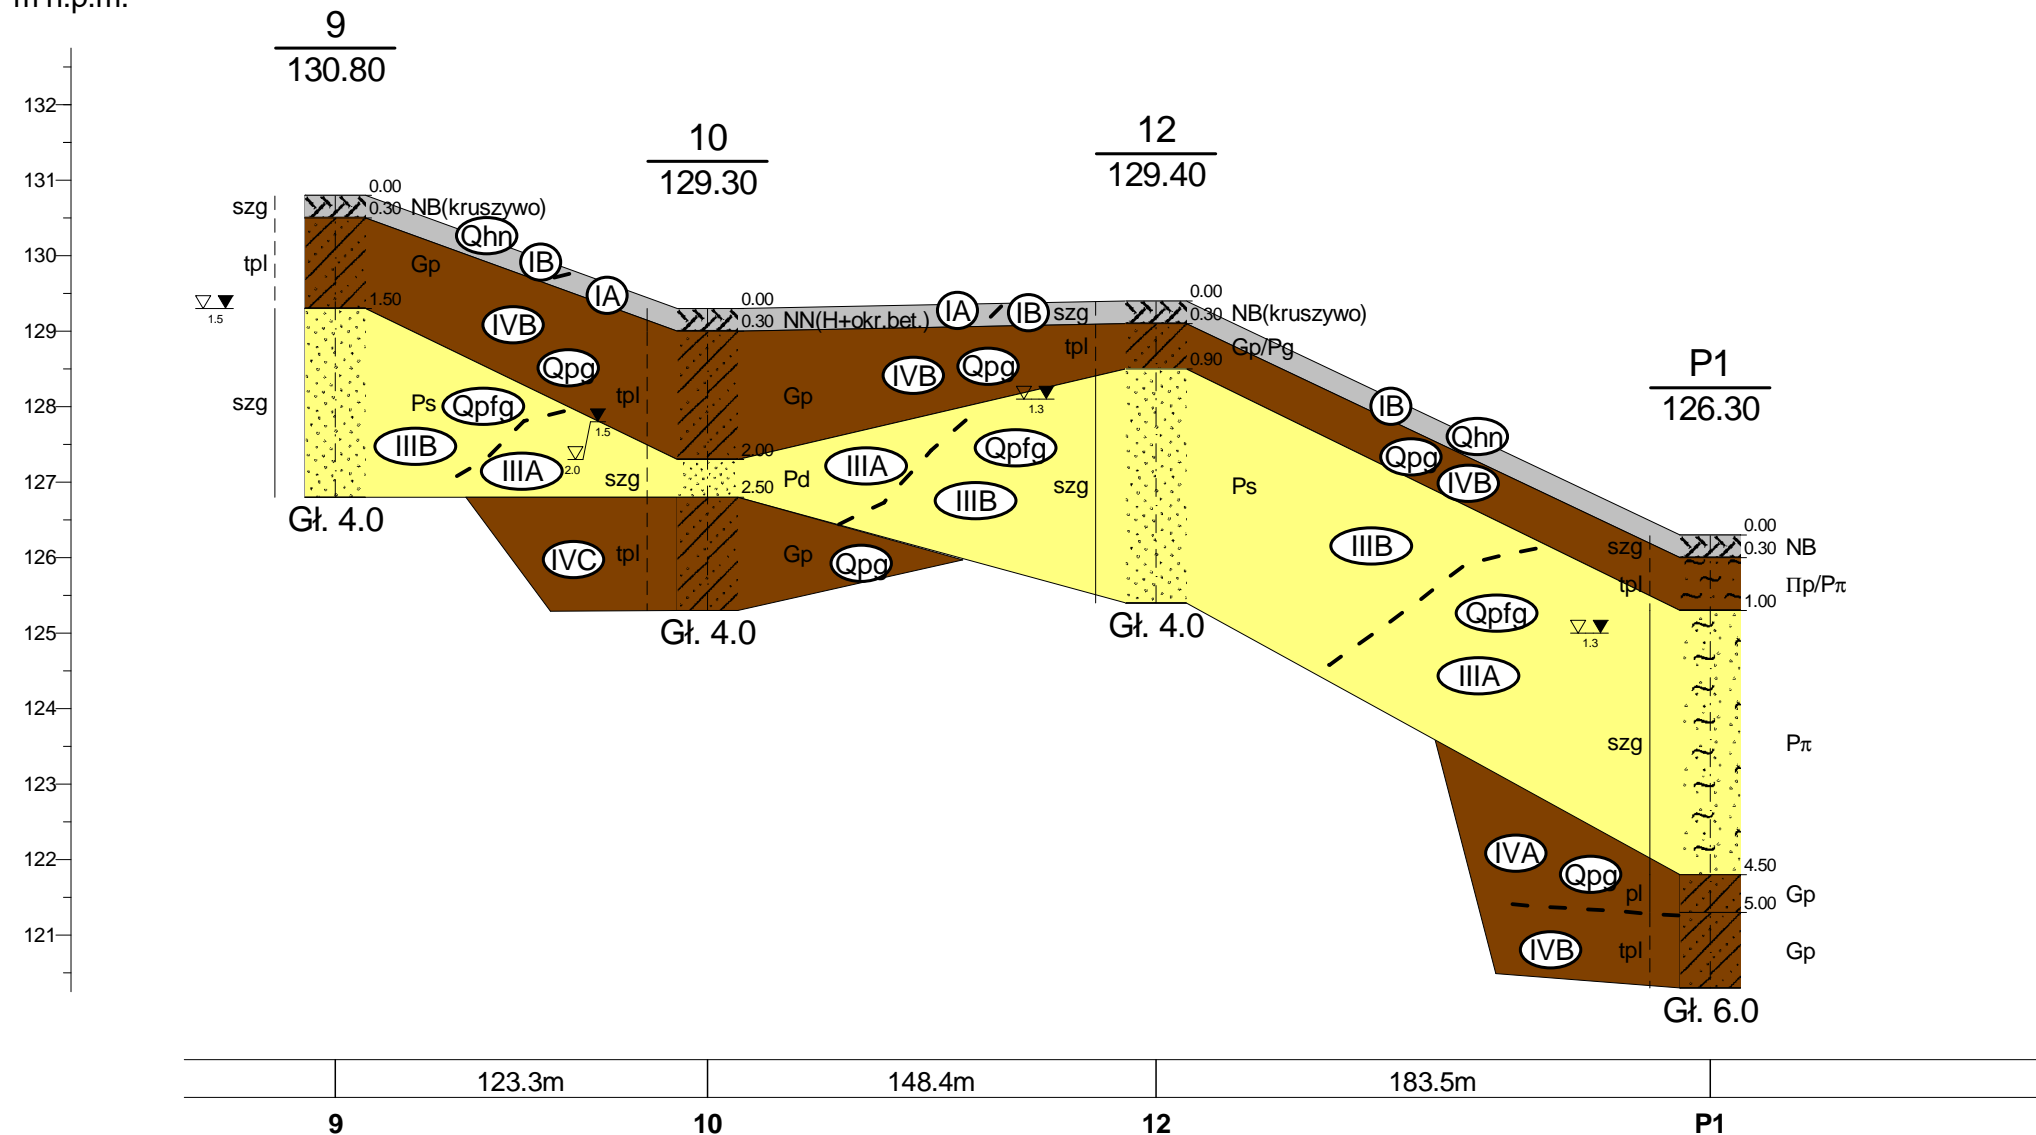 m n.p.m.
9
130.80
132
10
129.30
12
129.40
131
szg
0.00
0.30 NB(kruszywo)
Qhn
130
tpl
Gp
IB
IA
1.50
1.5
129
IVB
Qpg
0.00
0.30 NN(H+okr.bet.)
IA
IB
szg
tpl
0.00
0.30 NB(kruszywo)
Gp/Pg
0.90
P1
126.30
128
szg
Ps
Qpfg
tpl
Gp
IVB
Qpg
1.3
IB
Qhn
1.5
2.0
IIIB
IIIA
127
szg
2.00
Pd
2.50
IIIA
Qpfg
IIIB
szg
Ps
Qpg
IVB
Gł. 4.0
126
IVC
tpl
Gp
Qpg
IIIB
szg
0.00
0.30 NB
tpl
Πp/Pπ
1.00
125
Gł. 4.0
Gł. 4.0
Qpfg
1.3
IIIA
124
szg
Pπ
123
122
IVA
Qpg
4.50
pl
Gp
5.00
121
IVB
tpl
Gp
Gł. 6.0
123.3m
148.4m
183.5m
9
10
12
P1